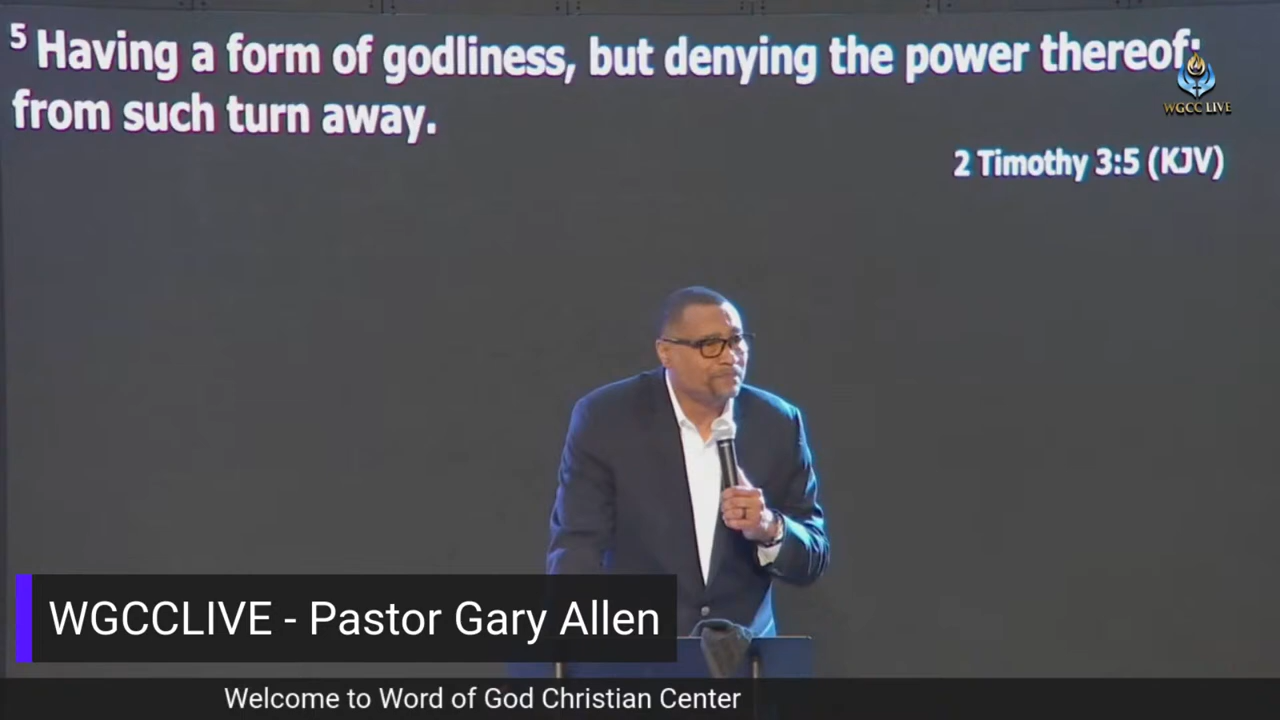 5 Having a form of godliness, but denying the power thereof:
from such turn away.
WGCC LIVE
2 Timothy 3:5 (KJV)
WGCCLIVE - Pastor Gary Allen
Welcome to Word of God Christian Center